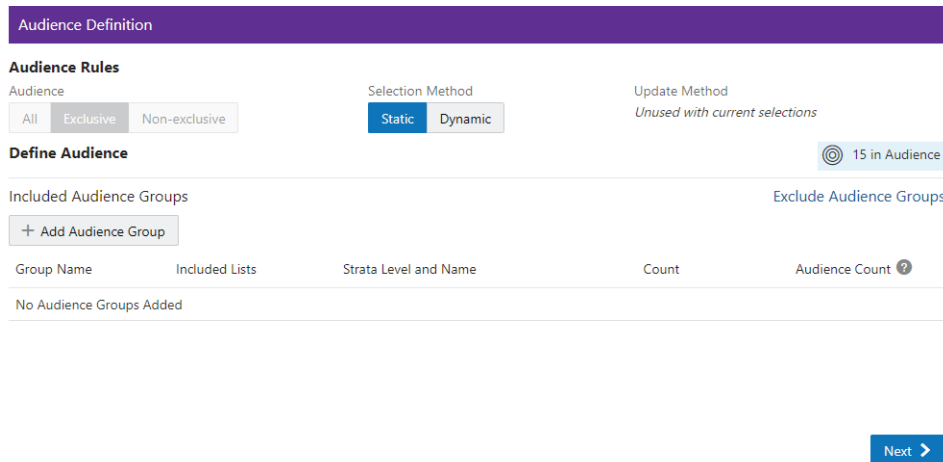 Audience Definition
Audience Rules
Audience Selection Method Update Method
All Exclusive Non-exclusive Static Dynamic Unused with current selections
Define Audience 15 in Audience
Included Audience Groups Exclude Audience Groups
+ Add Audience Group
Group Name Included Lists Strata Level and Name Count Audience Count ?
No Audience Groups Added
Next